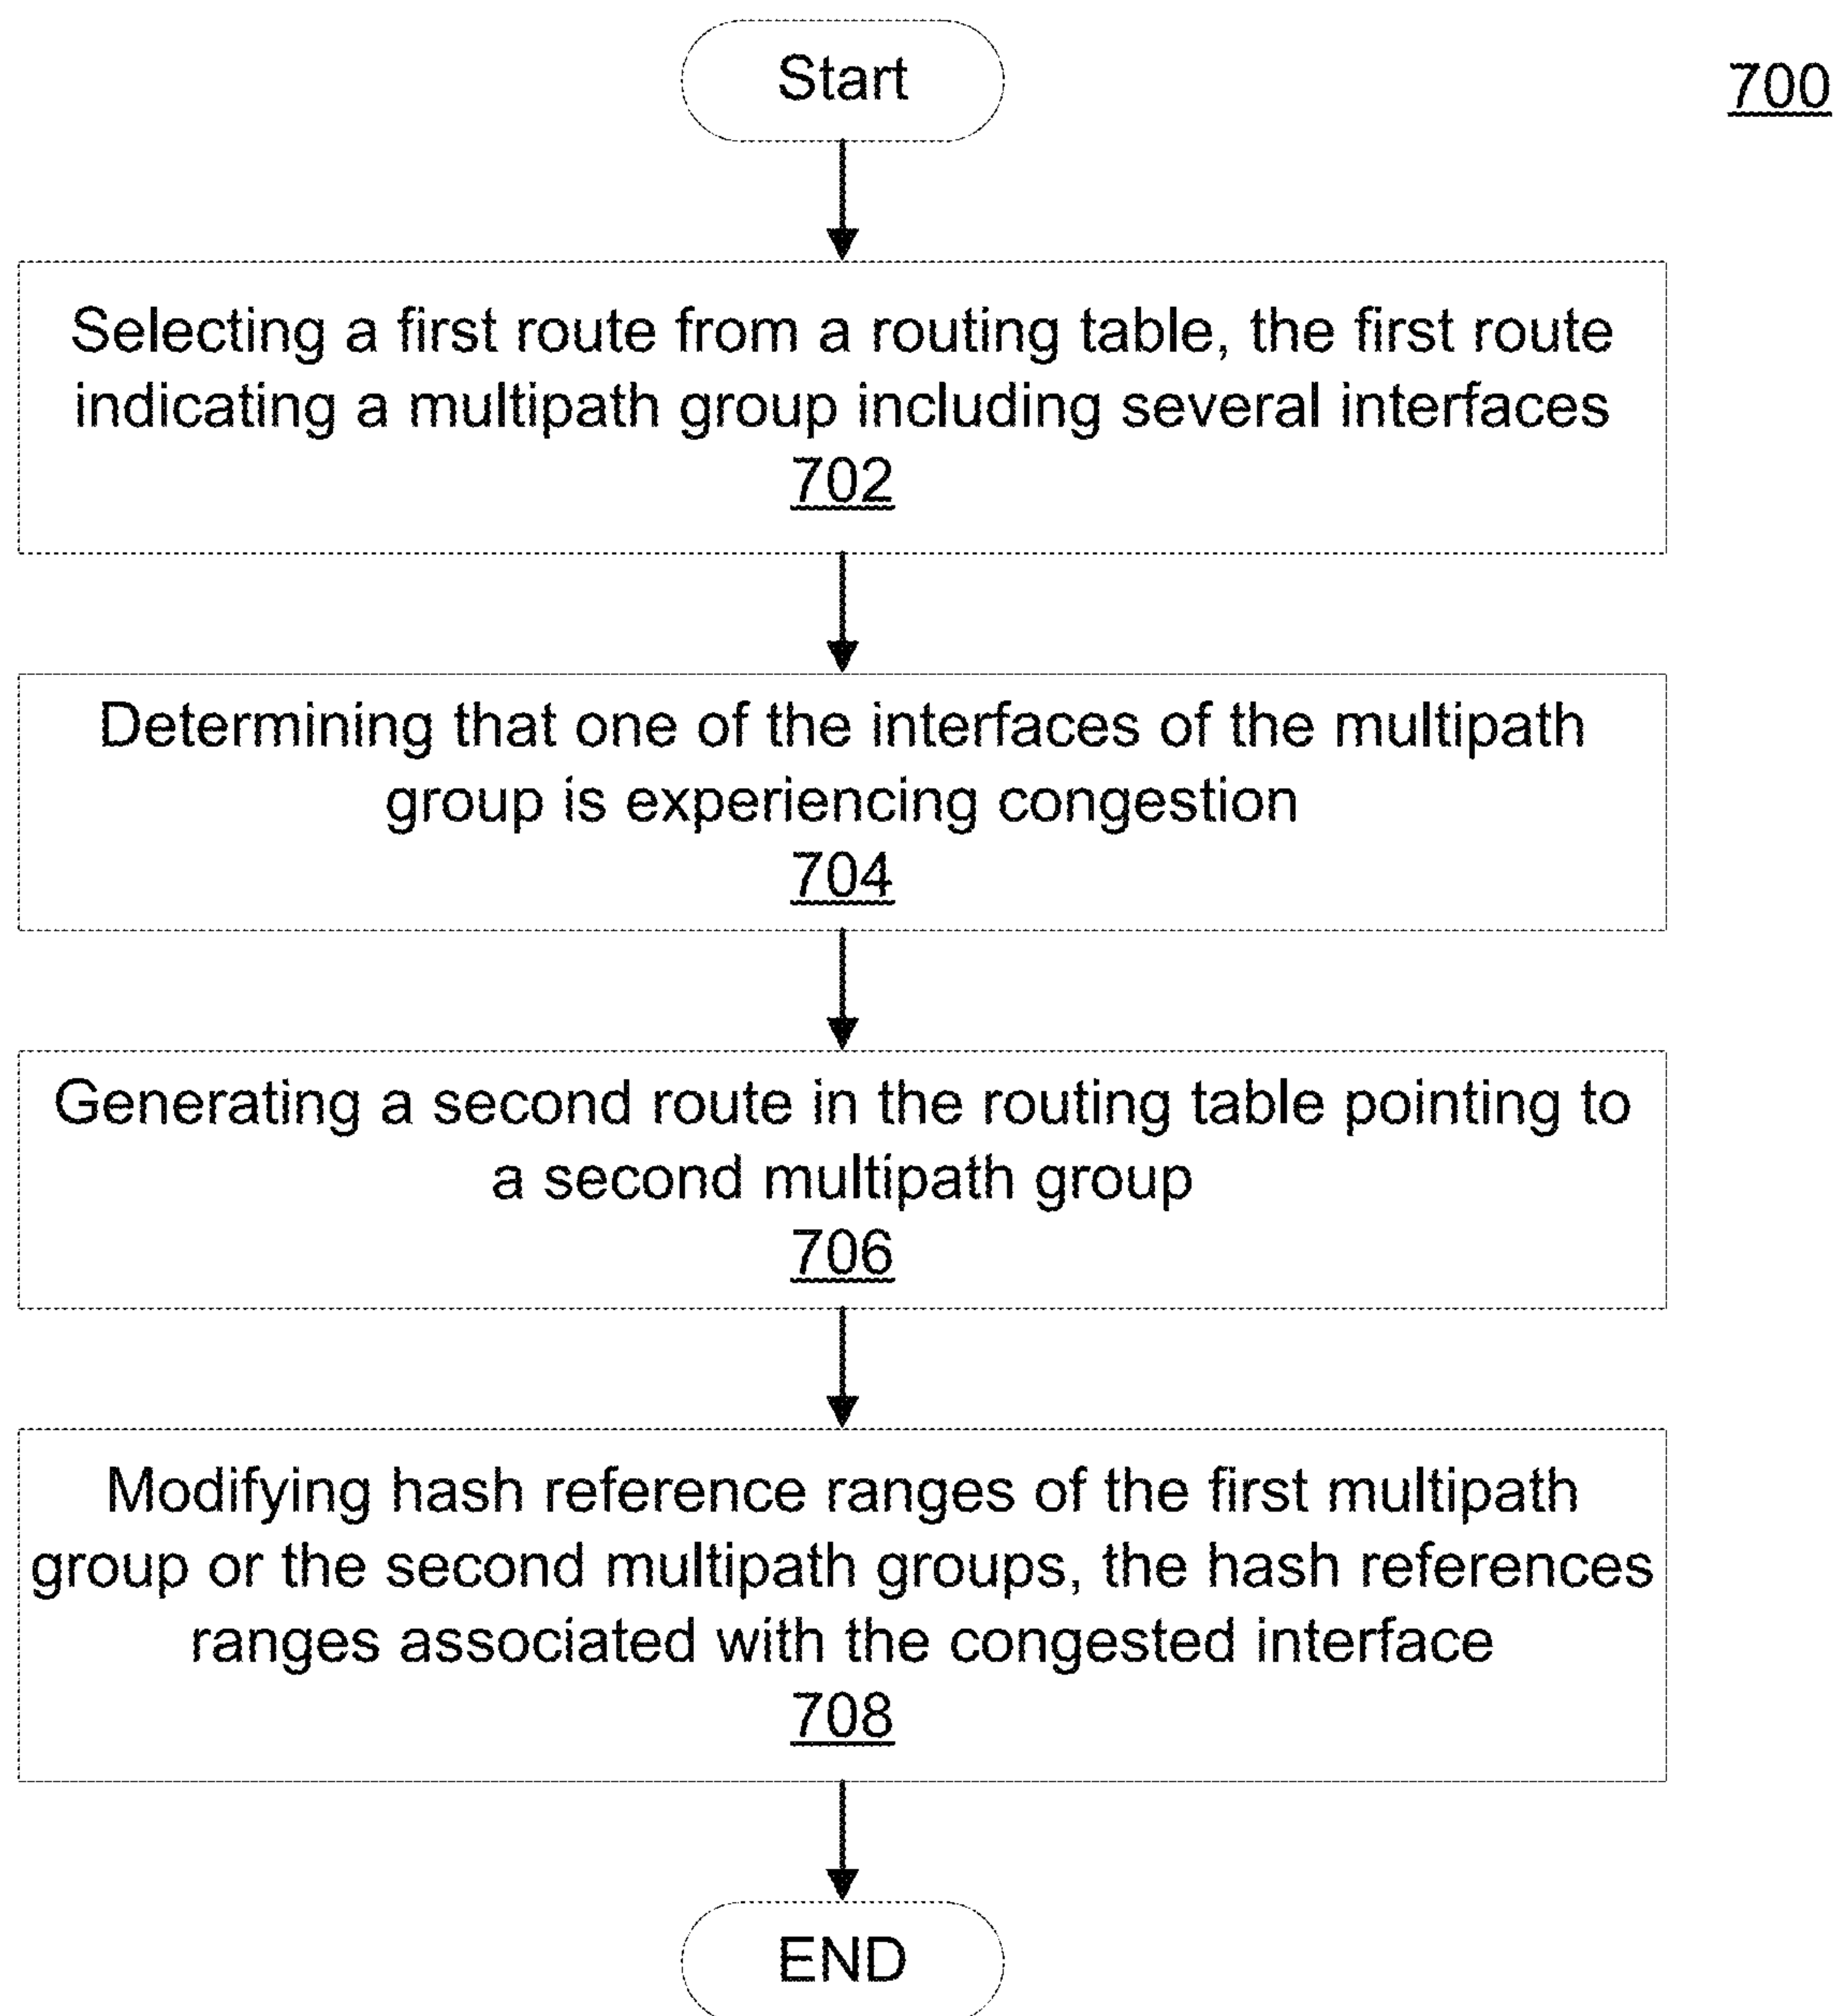 Start
700
Selecting a first route from a routing table, the first route
indicating a multipath group including several interfaces
702
Determining that one of the interfaces of the multipath
group is experiencing congestion
704
Generating a second route in the routing table pointing to
a second multipath group
706
Modifying hash reference ranges of the first multipath
group or the second multipath groups, the hash references
ranges associated with the congested interface
708
END